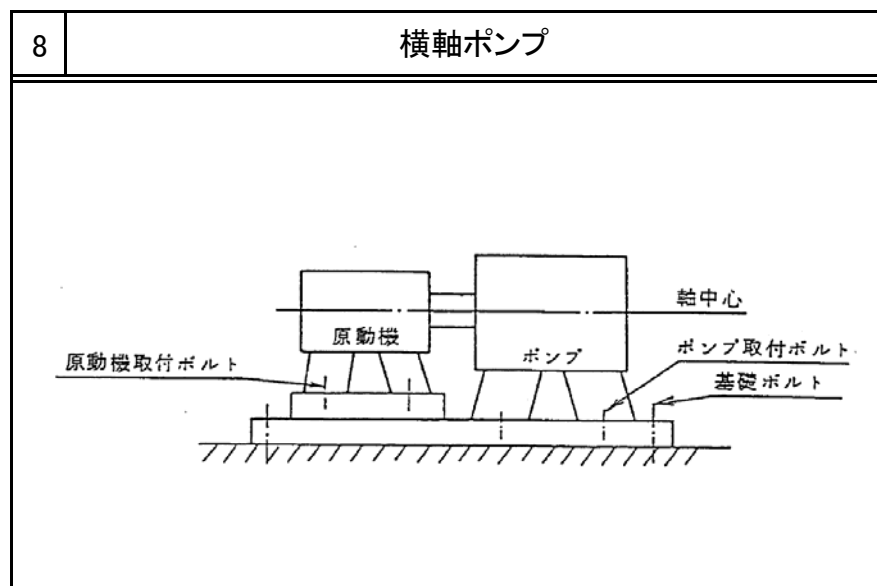 8
横軸ポンプ
軸中心
原動機
ポンプ
ポンプ取付ボルト
原動機取付ボルト
基礎ボルト